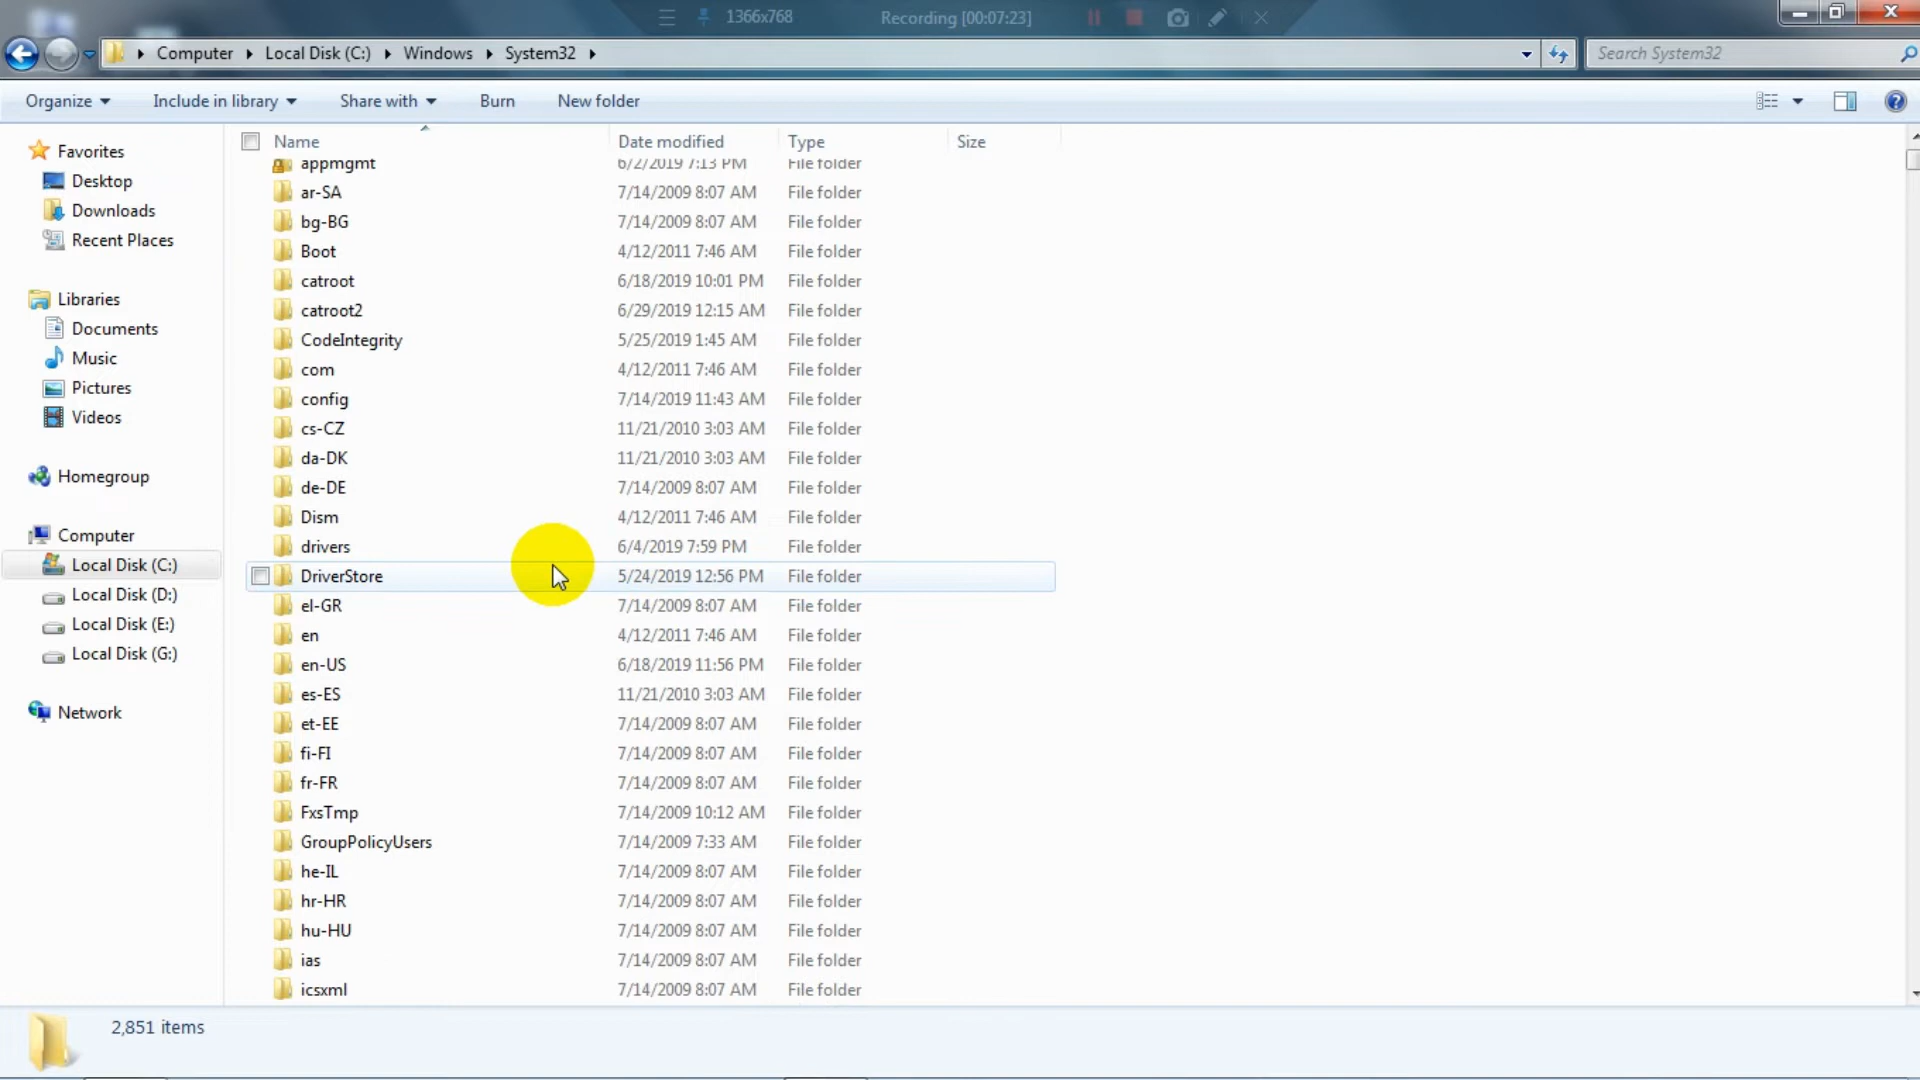 1366x768 Recording [00:07:23]
Computer Local Disk (C:) Windows System32 Search System32
Organize Include in library Share with Burn New folder
Name Date modified Type Size
Favorites
Desktop
Downloads
Recent Places
Libraries
Documents
Music
Pictures
Videos
Homegroup
Computer
Local Disk (C:)
Local Disk (D:)
Local Disk (E:)
Local Disk (G:)
Network
appmgmt 6/2/2019 7:13 PM File folder
ar-SA 7/14/2009 8:07 AM File folder
bg-BG 7/14/2009 8:07 AM File folder
Boot 4/12/2011 7:46 AM File folder
catroot 6/18/2019 10:01 PM File folder
catroot2 6/29/2019 12:15 AM File folder
CodeIntegrity 5/25/2019 1:45 AM File folder
com 4/12/2011 7:46 AM File folder
config 7/14/2019 11:43 AM File folder
cs-CZ 11/21/2010 3:03 AM File folder
da-DK 11/21/2010 3:03 AM File folder
de-DE 7/14/2009 8:07 AM File folder
Dism 4/12/2011 7:46 AM File folder
drivers 6/4/2019 7:59 PM File folder
DriverStore 5/24/2019 12:56 PM File folder
el-GR 7/14/2009 8:07 AM File folder
en 4/12/2011 7:46 AM File folder
en-US 6/18/2019 11:56 PM File folder
es-ES 11/21/2010 3:03 AM File folder
et-EE 7/14/2009 8:07 AM File folder
fi-FI 7/14/2009 8:07 AM File folder
fr-FR 7/14/2009 8:07 AM File folder
FxsTmp 7/14/2009 10:12 AM File folder
GroupPolicyUsers 7/14/2009 7:33 AM File folder
he-IL 7/14/2009 8:07 AM File folder
hr-HR 7/14/2009 8:07 AM File folder
hu-HU 7/14/2009 8:07 AM File folder
ias 7/14/2009 8:07 AM File folder
icsxml 7/14/2009 8:07 AM File folder
2,851 items